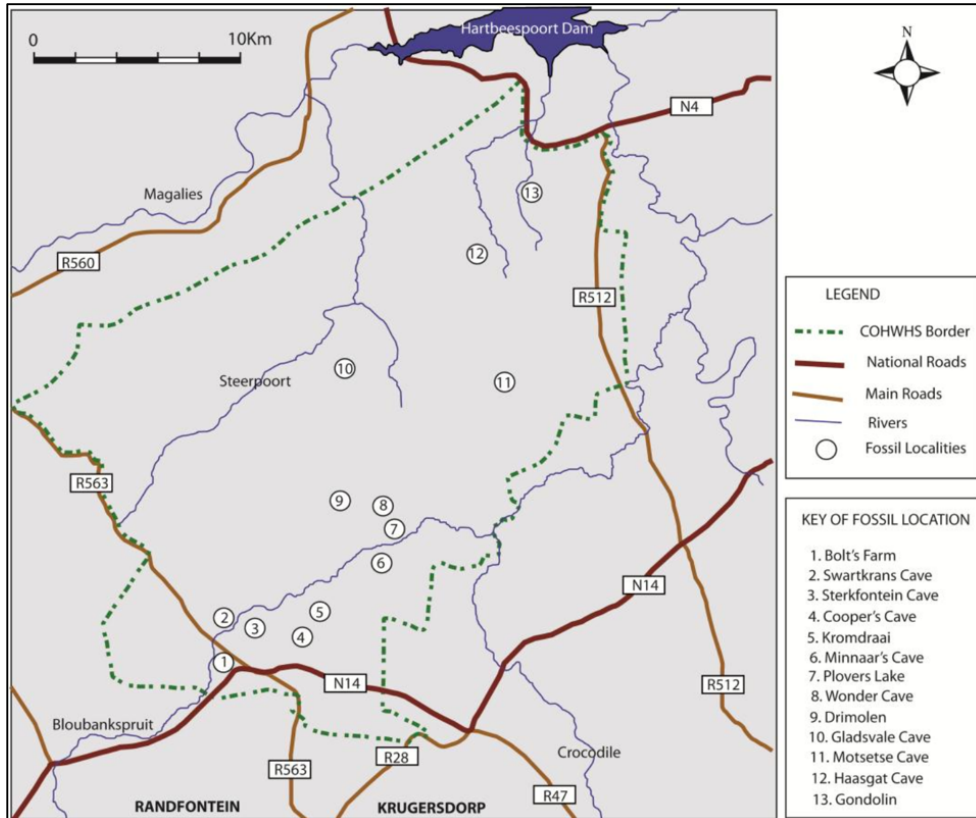 Hartbeespoort Dam
0 10Km
N
N4
Magalies
13
12
R560
R512
LEGEND
COHWHS Border
National Roads
Main Roads
Rivers
Fossil Localities
Steerpoort
10
11
R563
9
8
7
6
KEY OF FOSSIL LOCATION
1. Bolt's Farm
2. Swartkrans Cave
3. Sterkfontein Cave
4. Cooper's Cave
5. Kromdraai
6. Minnaar's Cave
7. Plovers Lake
8. Wonder Cave
9. Drimolen
10. Gladsvale Cave
11. Motsetse Cave
12. Haasgat Cave
13. Gondolin
N14
2
3
5
4
1
N14
R512
Bloubankspruit
R563
R28
Crocodile
R47
RANDFONTEIN
KRUGERSDORP